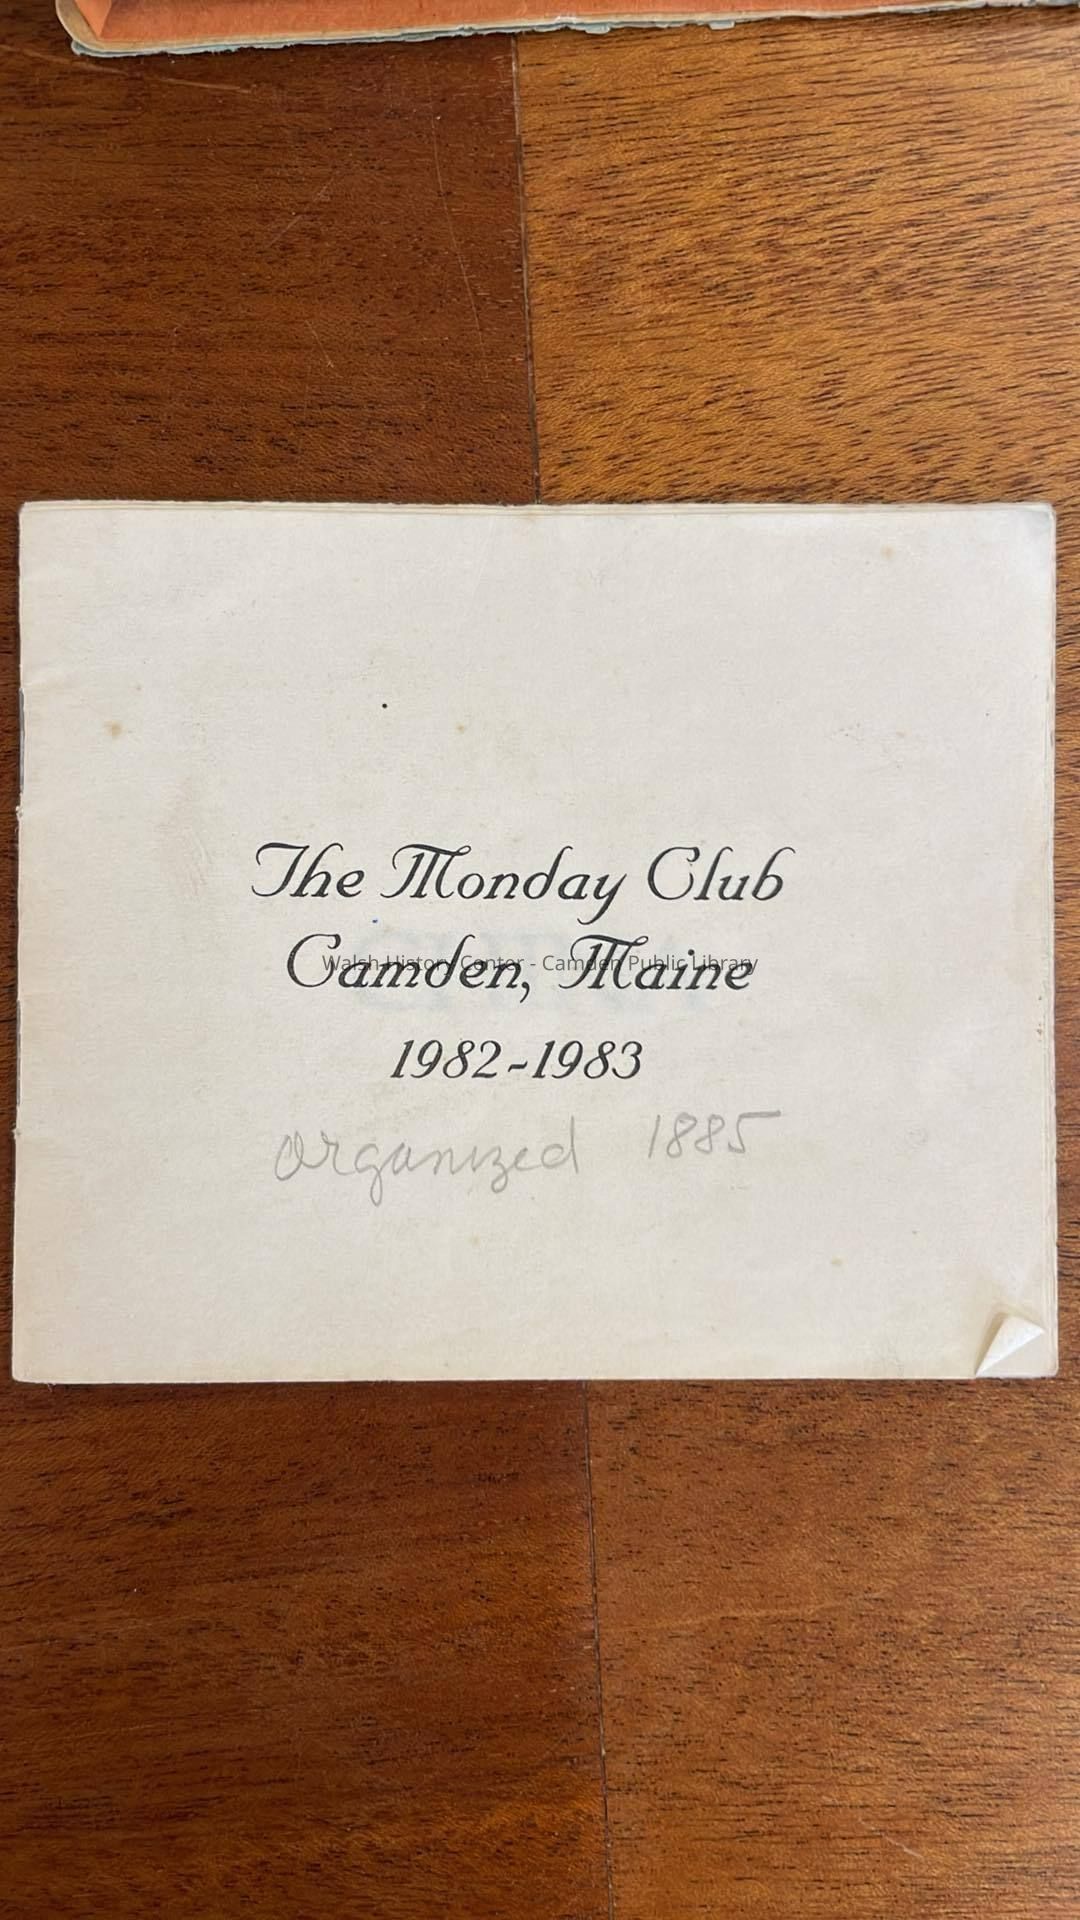 The Monday Club
Camden, Maine
Walsh History Center - Camden Public Library
1982-1983
Organized 1885